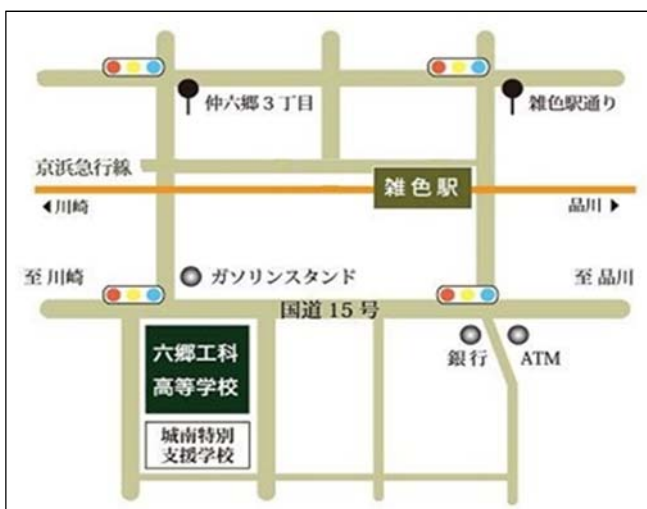 仲六郷３丁目
雑色駅通り
京浜急行線
雑色駅
◀川崎
品川▶
至 川崎
ガソリンスタンド
至 品川
国道 15 号
六郷工科
高等学校
銀行
ATM
城南特別
支援学校